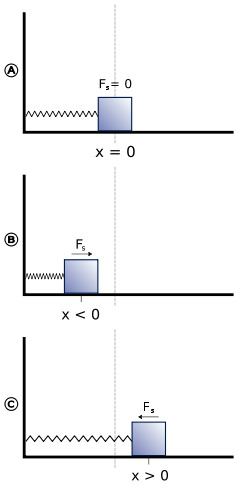 A
Fs = 0
x = 0
B
Fs
x < 0
C
Fs
x > 0